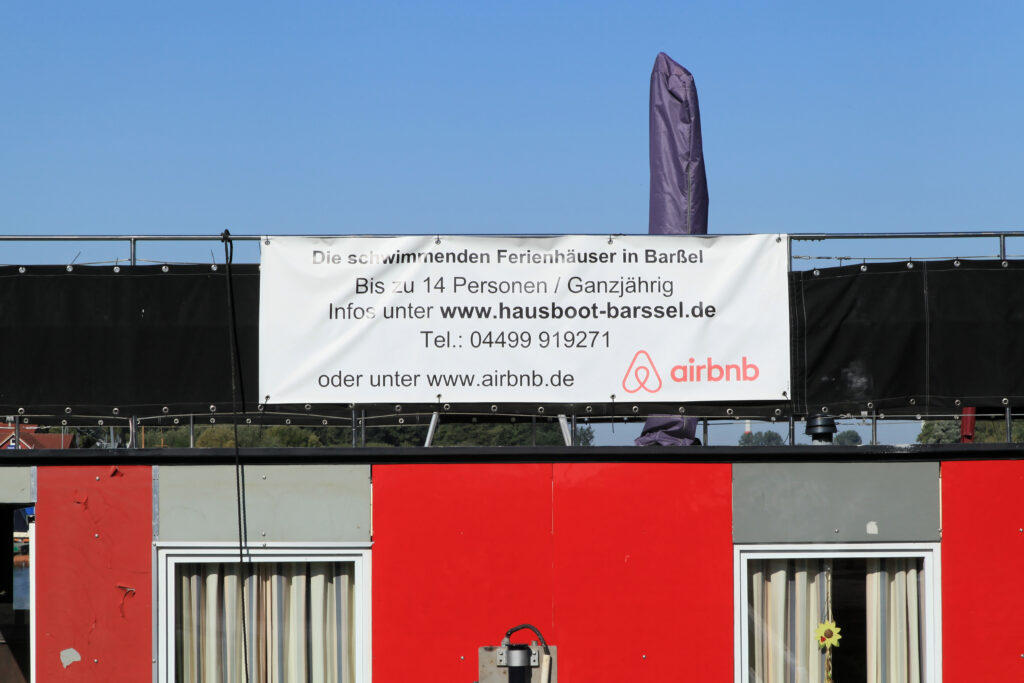 Die schwimmenden Ferienhäuser in Barßel
Bis zu 14 Personen / Ganzjährig
Infos unter www.hausboot-barssel.de
Tel.: 04499 919271
oder unter www.airbnb.de
airbnb